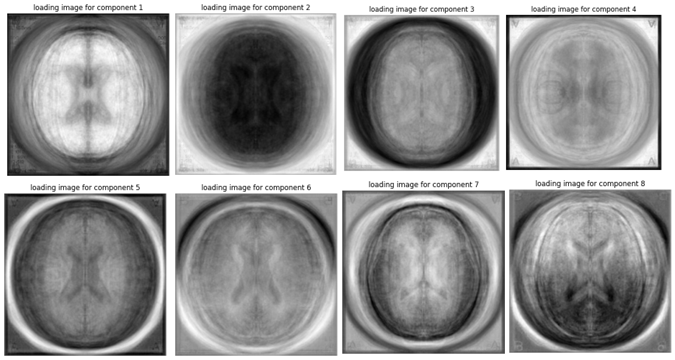 loading image for component 1
loading image for component 2
loading image for component 3
loading image for component 4
loading image for component 5
loading image for component 6
loading image for component 7
loading image for component 8